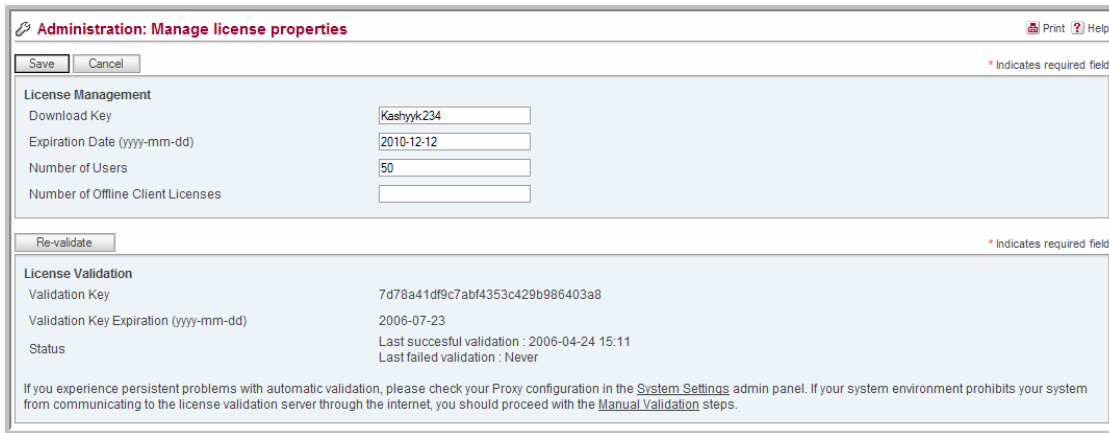 Administration: Manage license properties
Print ? Help
Save Cancel
* Indicates required field
License Management
Download Key Kashyyk234
Expiration Date (yyyy-mm-dd) 2010-12-12
Number of Users 50
Number of Offline Client Licenses
Re-validate
* Indicates required field
License Validation
Validation Key 7d78a41df9c7abf4353c429b986403a8
Validation Key Expiration (yyyy-mm-dd) 2006-07-23
Status Last succesful validation : 2006-04-24 15:11
Last failed validation : Never
If you experience persistent problems with automatic validation, please check your Proxy configuration in the System Settings admin panel. If your system environment prohibits your system
from communicating to the license validation server through the internet, you should proceed with the Manual Validation steps.